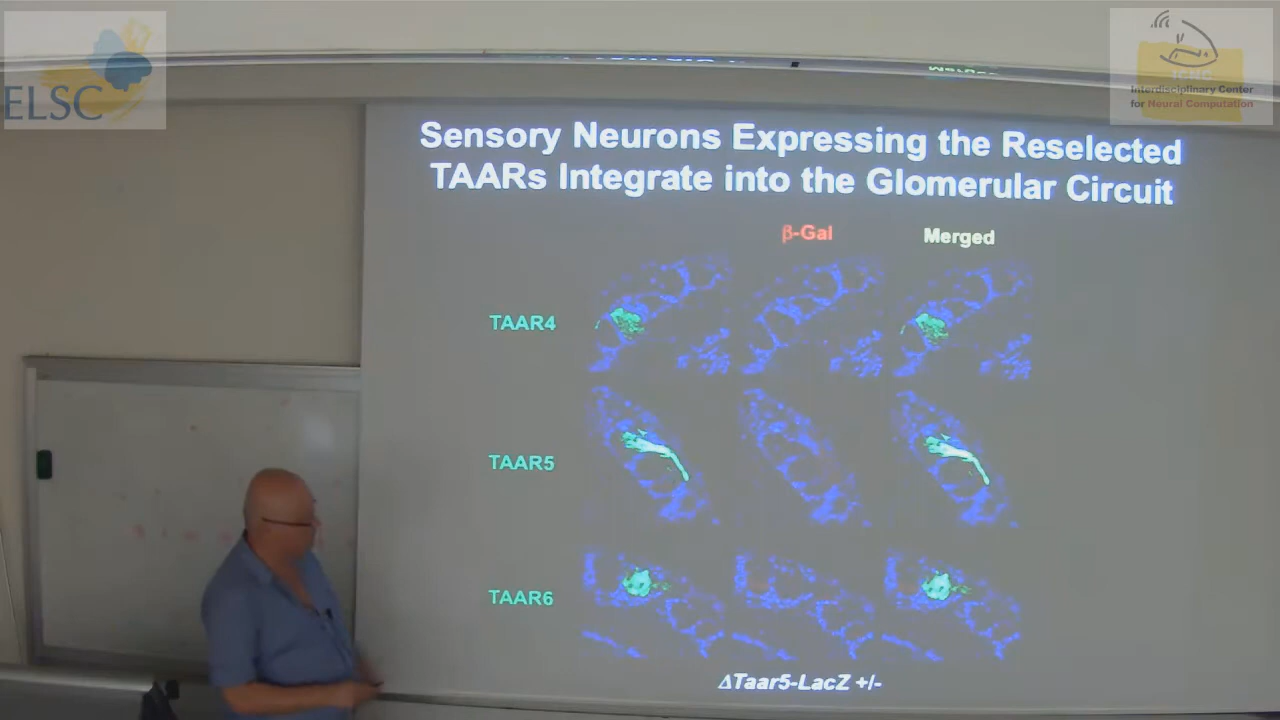 ELSC
ICNC
Interdisciplinary Center
for Neural Computation
Sensory Neurons Expressing the Reselected
TAARs Integrate into the Glomerular Circuit
β-Gal
Merged
TAAR4
TAAR5
TAAR6
ΔTaar5-LacZ +/-